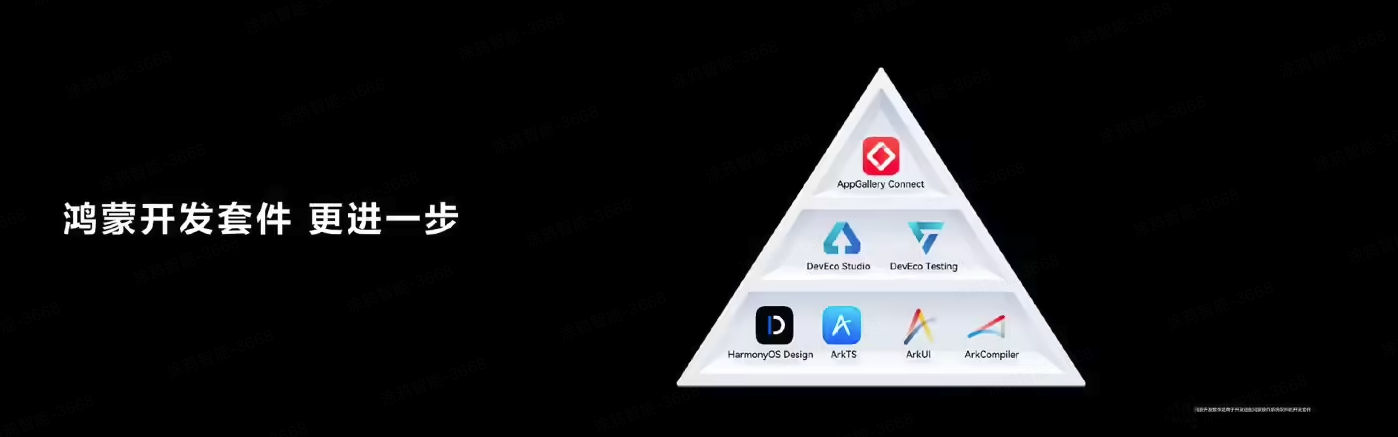 鸿蒙开发套件 更进一步
AppGallery Connect
DevEco Studio DevEco Testing
HarmonyOS Design ArkTS ArkUI ArkCompiler